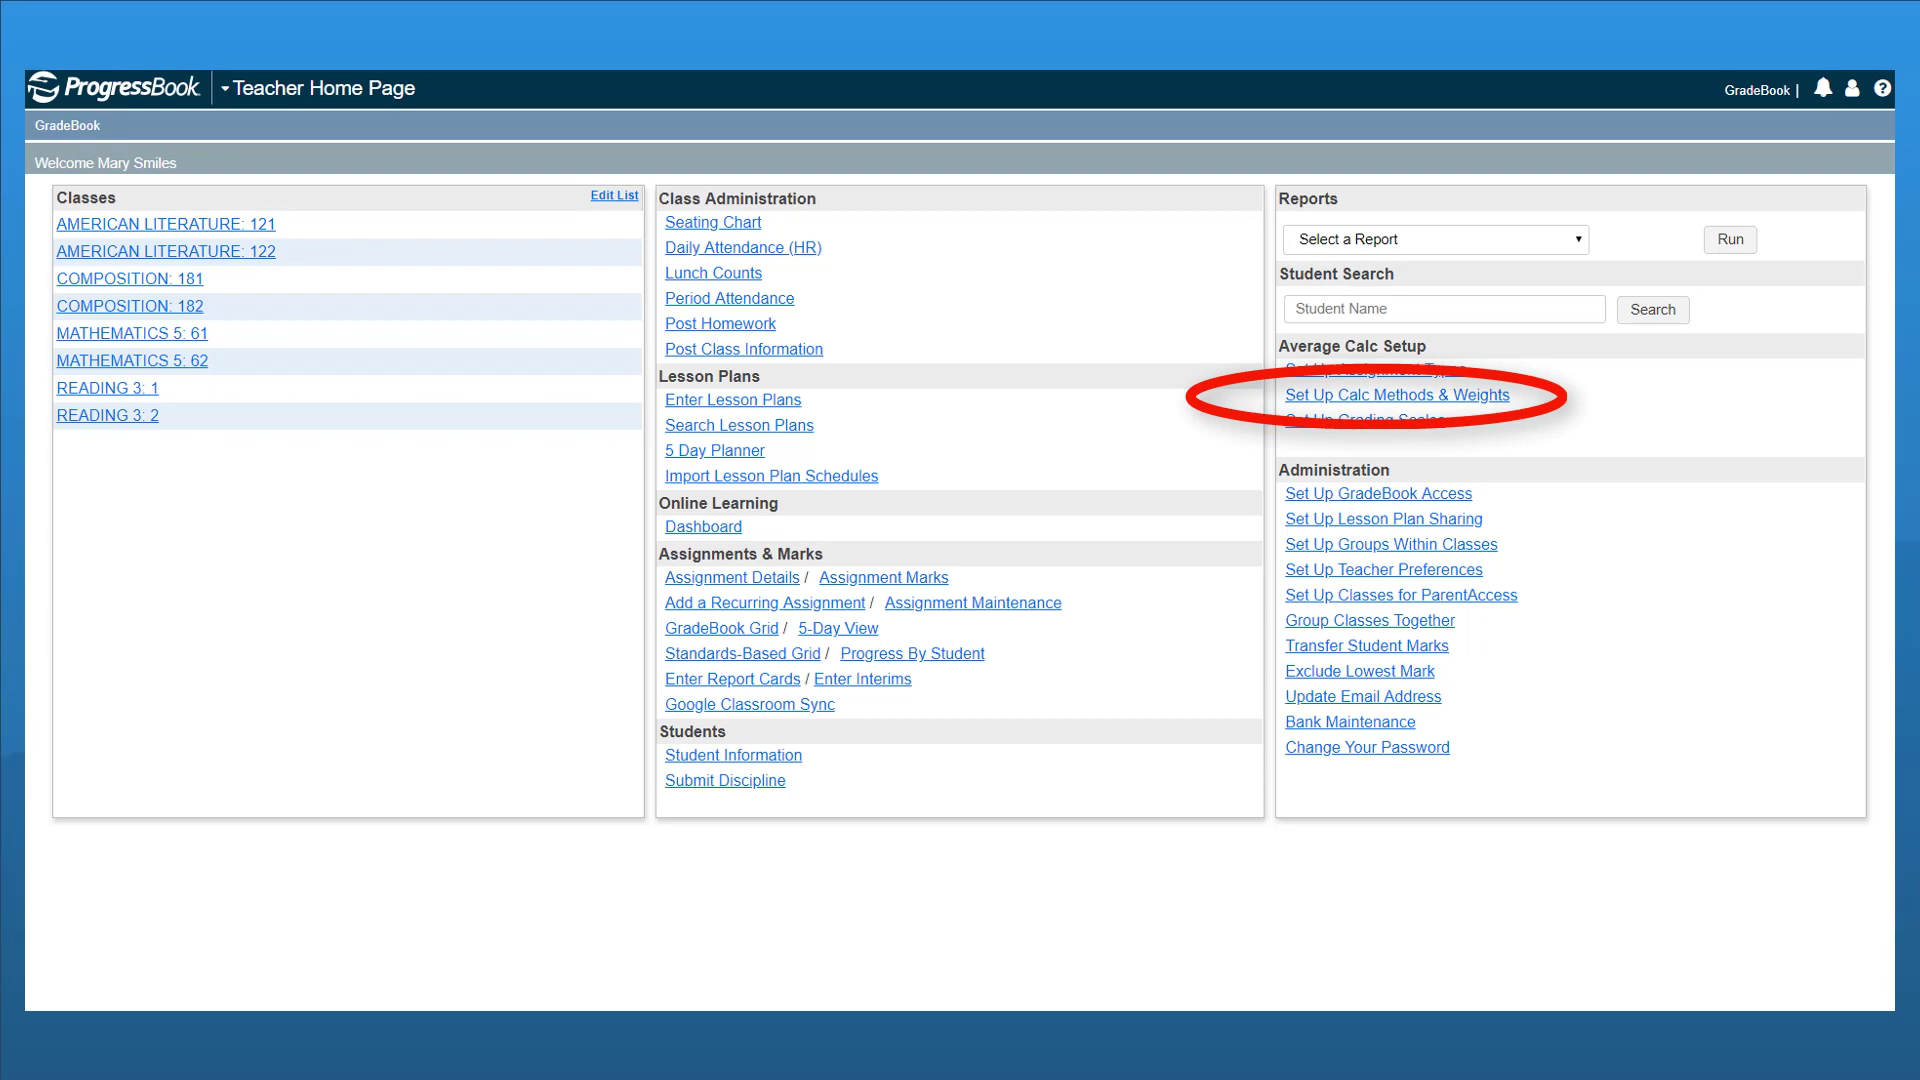 ProgressBook
Teacher Home Page
GradeBook |
GradeBook
Welcome Mary Smiles
Classes
Edit List
AMERICAN LITERATURE: 121
AMERICAN LITERATURE: 122
COMPOSITION: 181
COMPOSITION: 182
MATHEMATICS 5: 61
MATHEMATICS 5: 62
READING 3: 1
READING 3: 2
Class Administration
Seating Chart
Daily Attendance (HR)
Lunch Counts
Period Attendance
Post Homework
Post Class Information
Lesson Plans
Enter Lesson Plans
Search Lesson Plans
5 Day Planner
Import Lesson Plan Schedules
Online Learning
Dashboard
Assignments & Marks
Assignment Details / Assignment Marks
Add a Recurring Assignment / Assignment Maintenance
GradeBook Grid / 5-Day View
Standards-Based Grid / Progress By Student
Enter Report Cards / Enter Interims
Google Classroom Sync
Students
Student Information
Submit Discipline
Reports
Select a Report
Run
Student Search
Student Name
Search
Average Calc Setup
Set Up Assignment Types
Set Up Calc Methods & Weights
Set Up Grading Scales
Administration
Set Up GradeBook Access
Set Up Lesson Plan Sharing
Set Up Groups Within Classes
Set Up Teacher Preferences
Set Up Classes for ParentAccess
Group Classes Together
Transfer Student Marks
Exclude Lowest Mark
Update Email Address
Bank Maintenance
Change Your Password